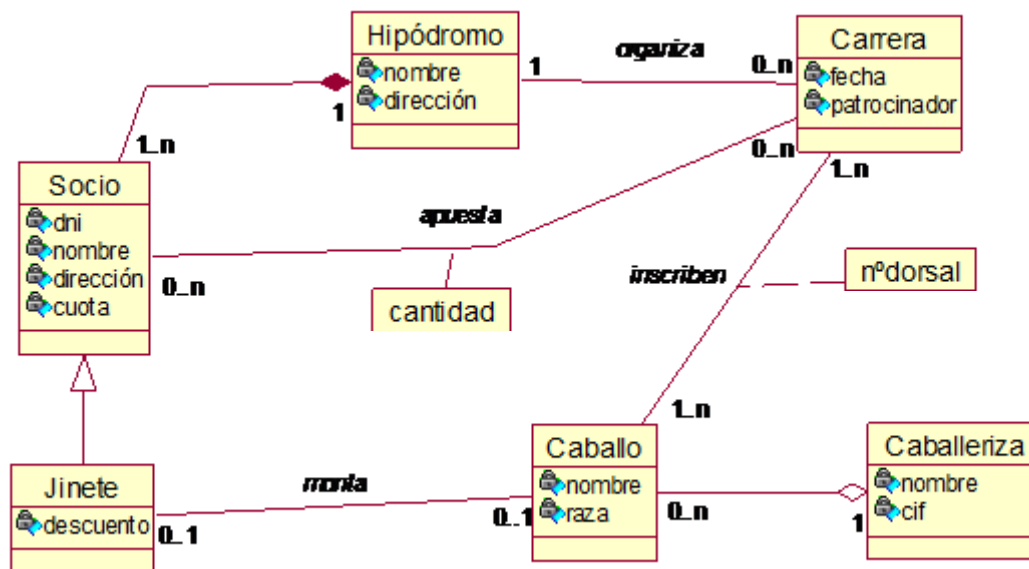 Hipódromo
nombre
dirección
1
organiza
0..n
Carrera
fecha
patrocinador
1
1..n
0..n
1..n
Socio
dni
nombre
dirección
cuota
0..n
apuesta
cantidad
inscriben
nºdorsal
1..n
Jinete
descuento
0..1
monta
0..1
Caballo
nombre
raza
0..n
1
Caballeriza
nombre
cif